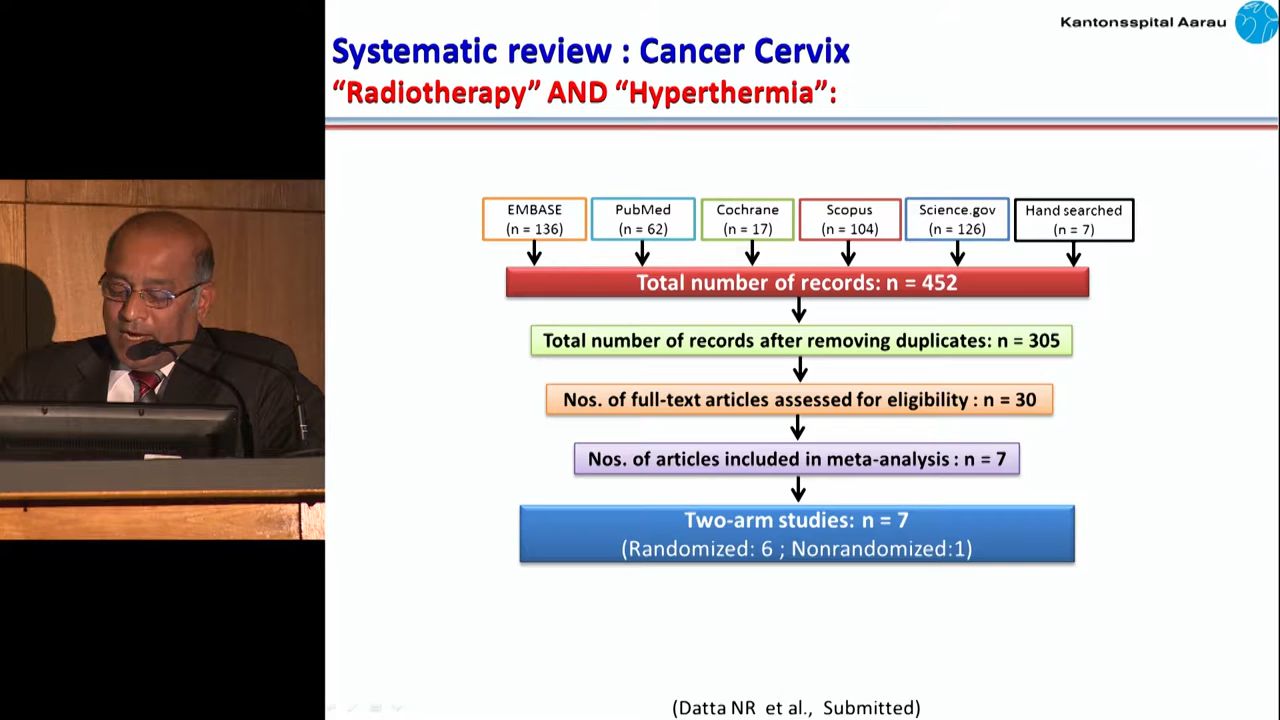 Kantonsspital Aarau
Systematic review : Cancer Cervix
“Radiotherapy” AND “Hyperthermia”:
EMBASE
(n = 136)
PubMed
(n = 62)
Cochrane
(n = 17)
Scopus
(n = 104)
Science.gov
(n = 126)
Hand searched
(n = 7)
Total number of records: n = 452
Total number of records after removing duplicates: n = 305
Nos. of full-text articles assessed for eligibility : n = 30
Nos. of articles included in meta-analysis : n = 7
Two-arm studies: n = 7
(Randomized: 6 ; Nonrandomized:1)
(Datta NR et al., Submitted)